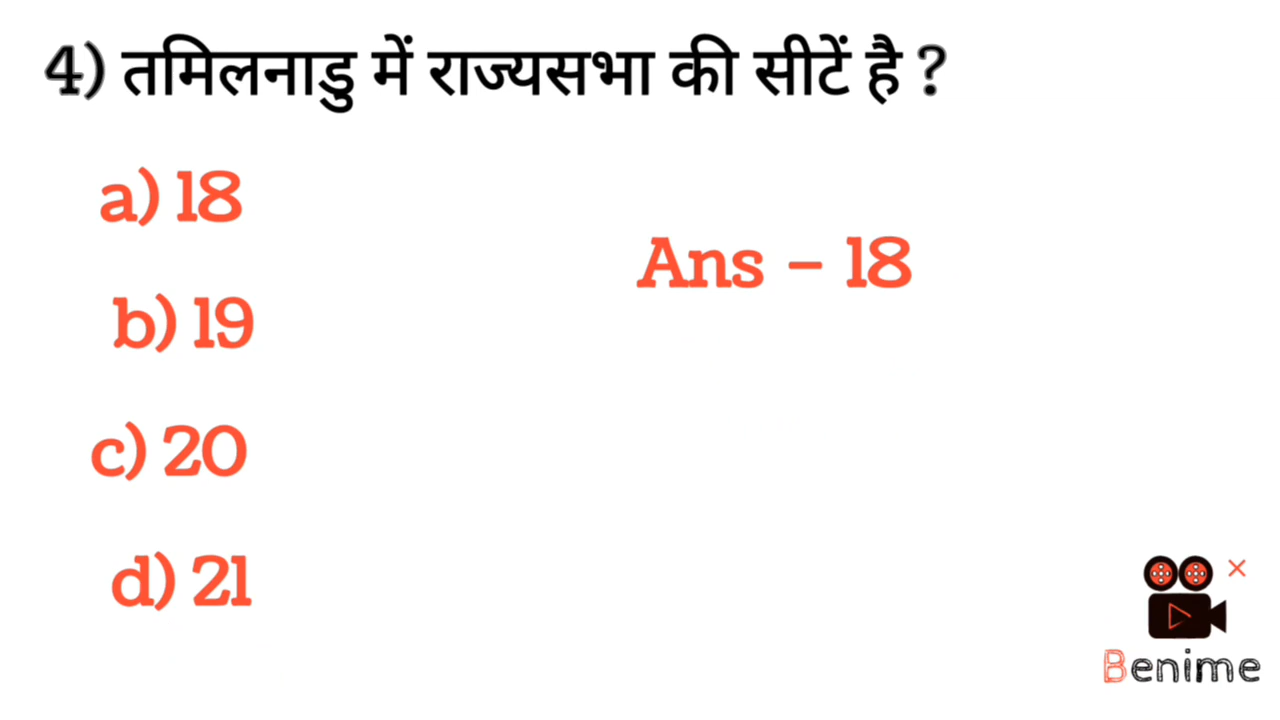 4) तमिलनाडु में राज्यसभा की सीटें है ?
a) 18
Ans – 18
b) 19
c) 20
d) 21
Benime